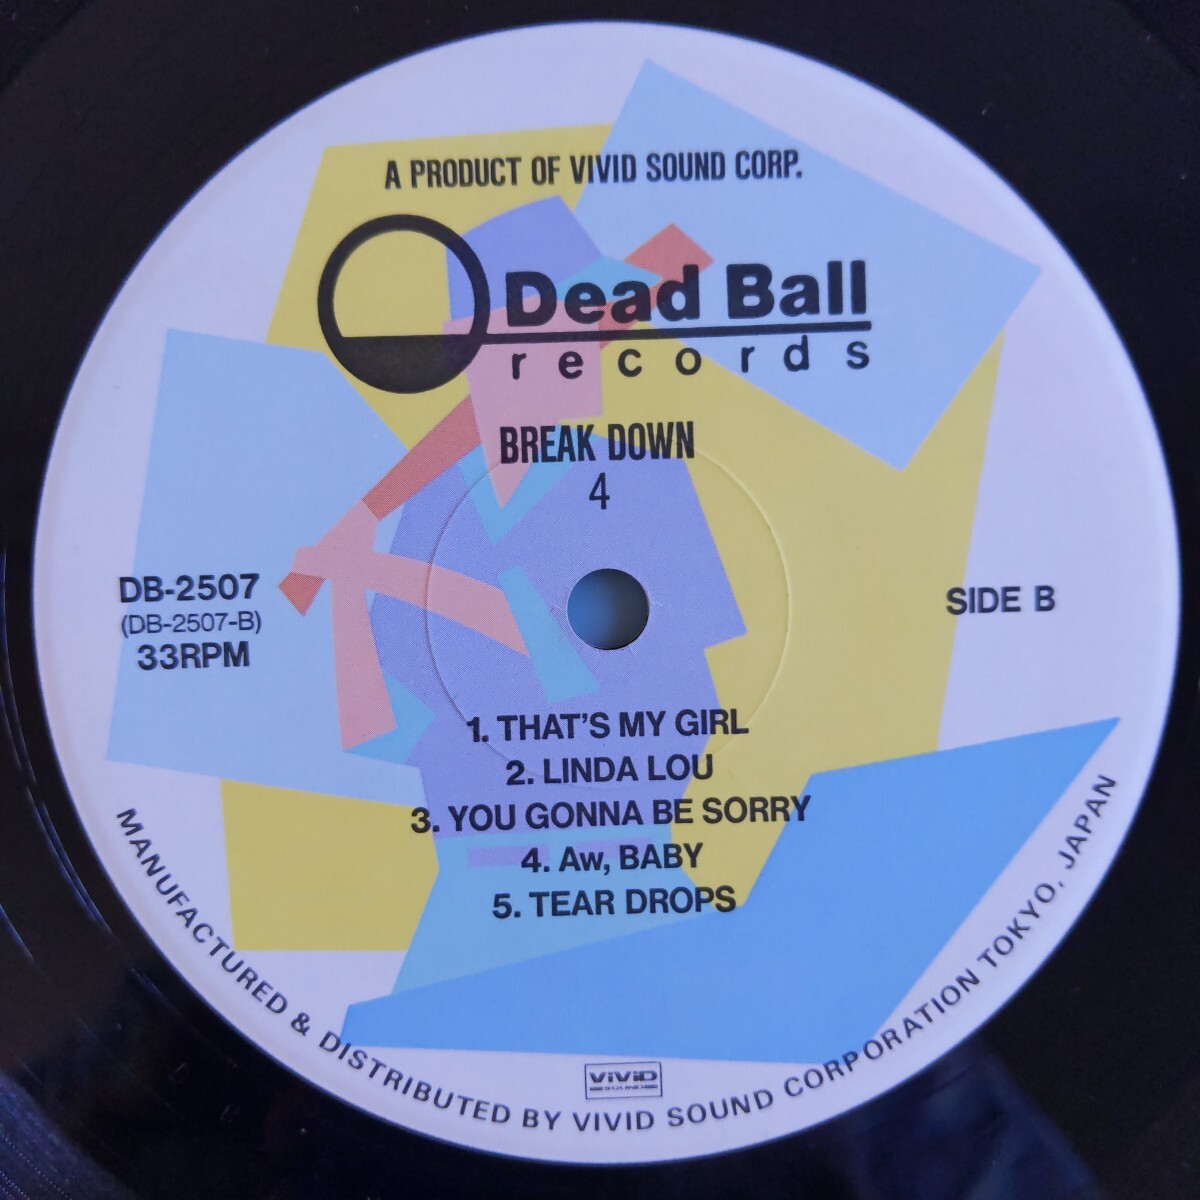 A PRODUCT OF VIVID SOUND CORP.
Dead Ball
records
BREAK DOWN
4
DB-2507
(DB-2507-B)
33RPM
SIDE B
1. THAT'S MY GIRL
2. LINDA LOU
3. YOU GONNA BE SORRY
4. Aw, BABY
5. TEAR DROPS
ViViD
SOUND
MANUFACTURED & DISTRIBUTED BY VIVID SOUND CORPORATION TOKYO, JAPAN